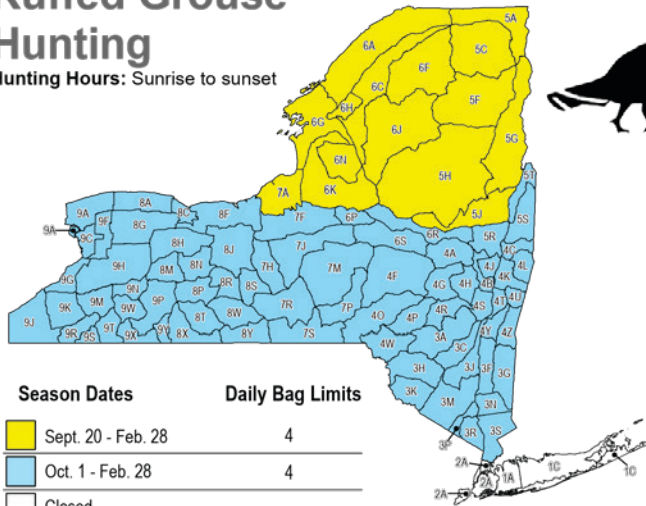 Ruffed Grouse
Hunting
Hunting Hours: Sunrise to sunset
5A
6A
5C
6F
6C
5F
6H
6G
6J
5G
6N
5H
6K
7A
5J
5T
8A
9A
9F
8C
8F
7F
6P
5S
8G
9A
9C
6R
5R
6S
8H
8J
7J
4A
4C
9H
8M
8N
7H
7M
4J
4L
4F
4K
9G
8R
8S
4G
4H
4B
9N
8P
9K
9M
9P
7R
7P
4S
4T
4U
9W
8W
4R
9J
8T
4O
4P
9R
9S
9T
9X
9Y
8X
8Y
7S
4W
3A
4Y
4Z
3C
3H
3J
3F
3G
3K
3M
3N
3P
3R
3S
2A
1C
1C
2A
1A
2A
Season Dates Daily Bag Limits
Sept. 20 - Feb. 28 4
Oct. 1 - Feb. 28 4
Closed